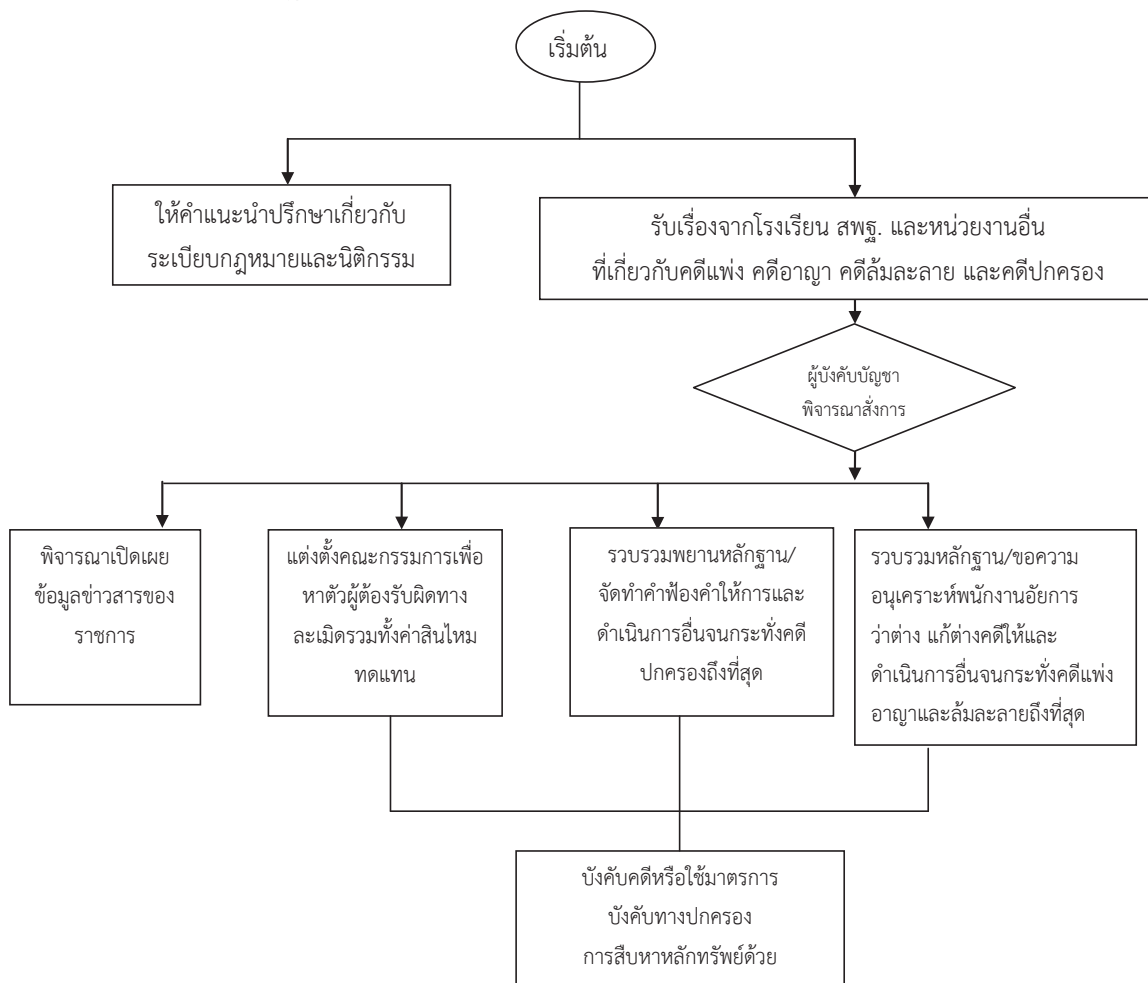 เริ่มต้น
ให้คำแนะนำปรึกษาเกี่ยวกับ
ระเบียบกฎหมายและนิติกรรม
รับเรื่องจากโรงเรียน สพฐ. และหน่วยงานอื่น
ที่เกี่ยวกับคดีแพ่ง คดีอาญา คดีล้มละลาย และคดีปกครอง
ผู้บังคับบัญชา
พิจารณาสั่งการ
พิจารณาเปิดเผย
ข้อมูลข่าวสารของ
ราชการ
แต่งตั้งคณะกรรมการเพื่อ
หาตัวผู้ต้องรับผิดทาง
ละเมิดรวมทั้งค่าสินไหม
ทดแทน
รวบรวมพยานหลักฐาน/
จัดทำคำฟ้องคำให้การและ
ดำเนินการอื่นจนกระทั่งคดี
ปกครองถึงที่สุด
รวบรวมหลักฐาน/ขอความ
อนุเคราะห์พนักงานอัยการ
ว่าต่าง แก้ต่างคดีให้และ
ดำเนินการอื่นจนกระทั่งคดีแพ่ง
อาญาและล้มละลายถึงที่สุด
บังคับคดีหรือใช้มาตรการ
บังคับทางปกครอง
การสืบหาหลักทรัพย์ด้วย